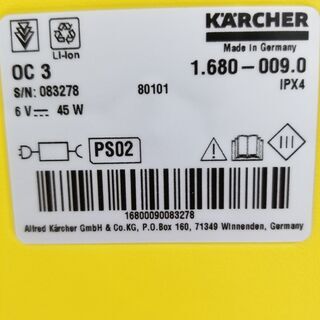 KÄRCHER
Li-Ion
Made in Germany
OC 3
1.680-009.0
S/N: 083278
80101
IPX4
6 V 45 W
PS02
III
16800090083278
Alfred Kärcher GmbH & Co.KG, P.O.Box 160, 71349 Winnenden, Germany